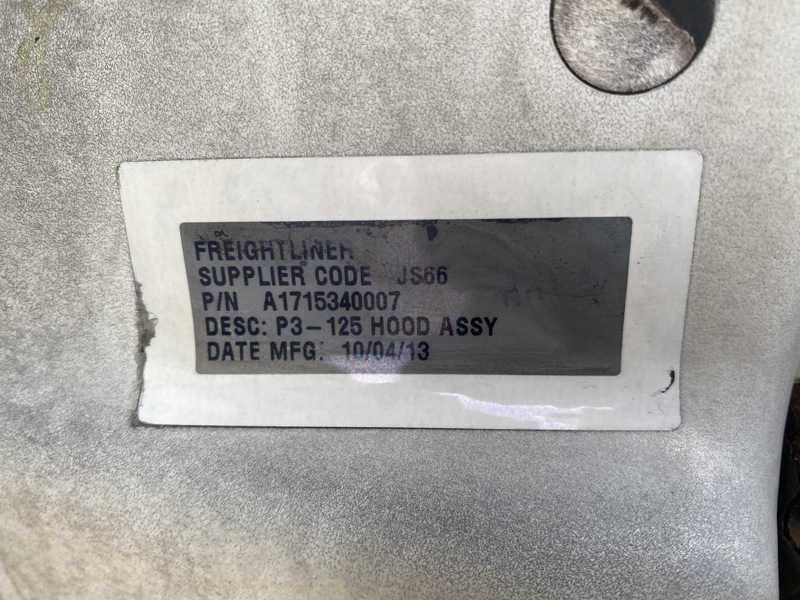 FREIGHTLINER
SUPPLIER CODE JS66
P/N A1715340007
DESC: P3-125 HOOD ASSY
DATE MFG: 10/04/13